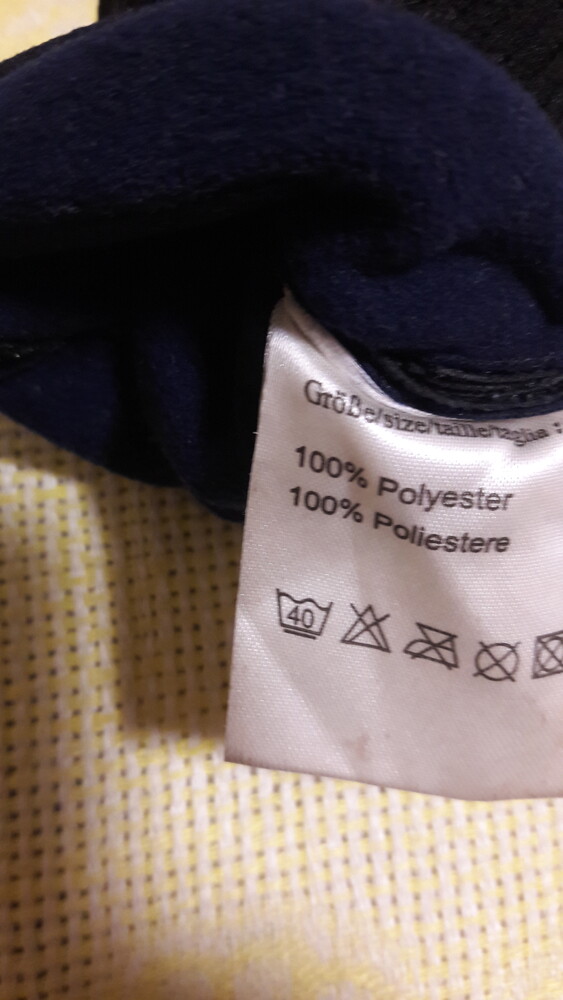 Größe/size/taille/taglia :
100% Polyester
100% Poliestere
40